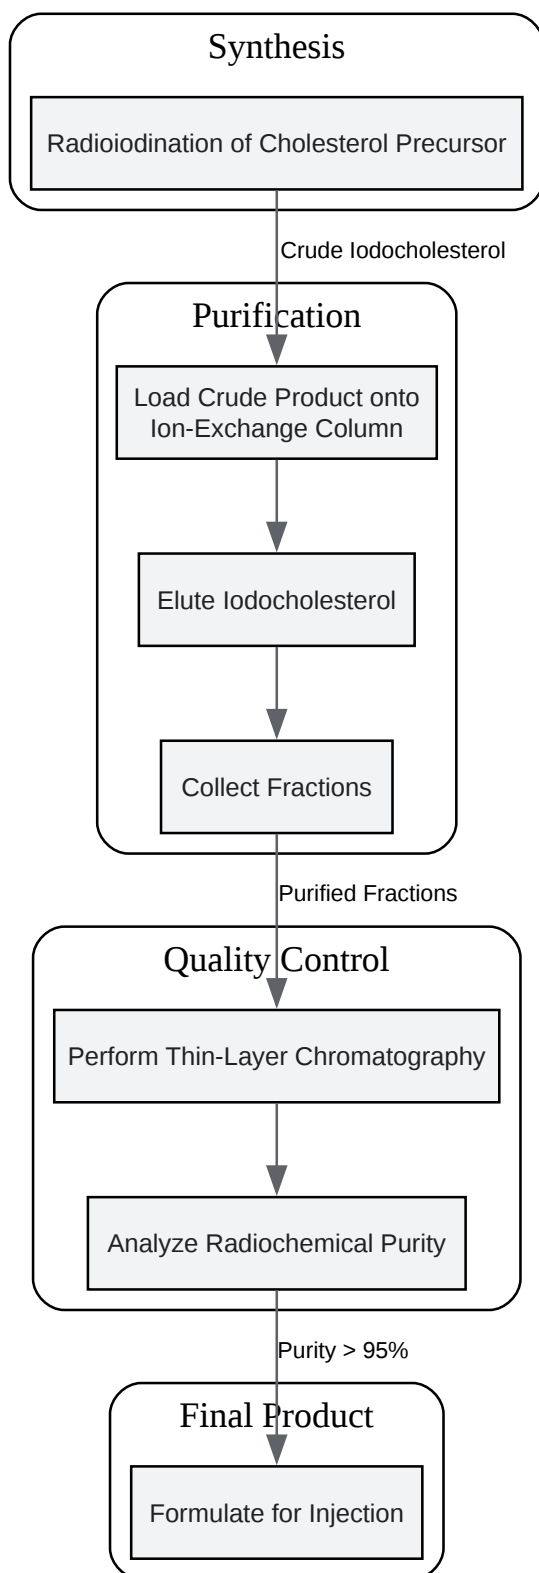 Synthesis
Radioiodination of Cholesterol Precursor
Crude Iodocholesterol
Purification
Load Crude Product onto
Ion-Exchange Column
Elute Iodocholesterol
Collect Fractions
Purified Fractions
Quality Control
Perform Thin-Layer Chromatography
Analyze Radiochemical Purity
Purity > 95%
Final Product
Formulate for Injection